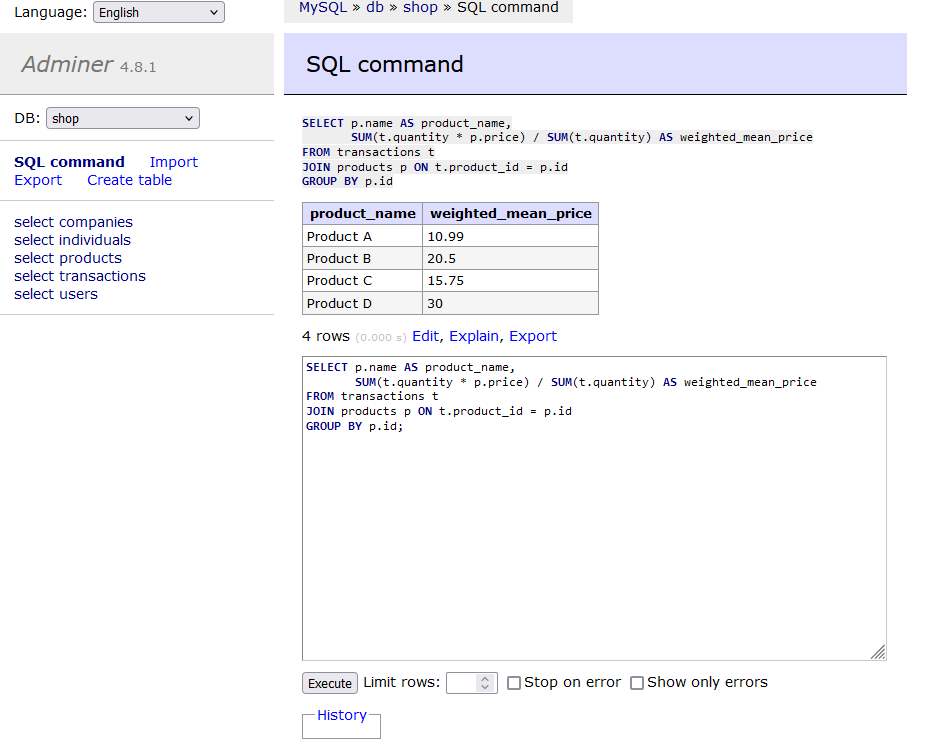 Language: English
MySQL » db » shop » SQL command
Adminer 4.8.1
SQL command
DB: shop
SQL command Import
Export Create table
select companies
select individuals
select products
select transactions
select users
SELECT p.name AS product_name,
SUM(t.quantity * p.price) / SUM(t.quantity) AS weighted_mean_price
FROM transactions t
JOIN products p ON t.product_id = p.id
GROUP BY p.id
product_name weighted_mean_price
Product A 10.99
Product B 20.5
Product C 15.75
Product D 30
4 rows (0.000 s) Edit, Explain, Export
SELECT p.name AS product_name,
SUM(t.quantity * p.price) / SUM(t.quantity) AS weighted_mean_price
FROM transactions t
JOIN products p ON t.product_id = p.id
GROUP BY p.id;
Execute Limit rows: Stop on error Show only errors
History